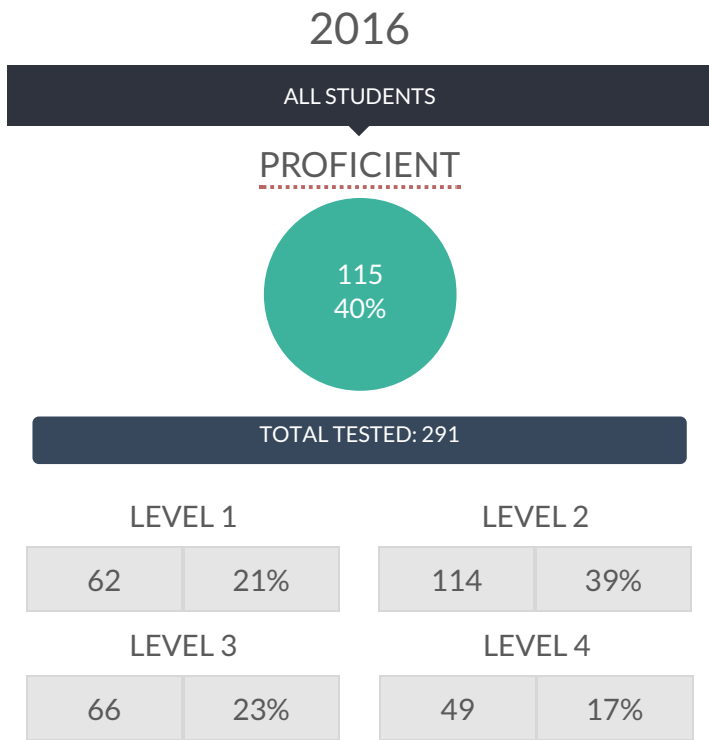 2016
ALL STUDENTS
PROFICIENT
115
40%
TOTAL TESTED: 291
LEVEL 1 LEVEL 2
62 21% 114 39%
LEVEL 3 LEVEL 4
66 23% 49 17%